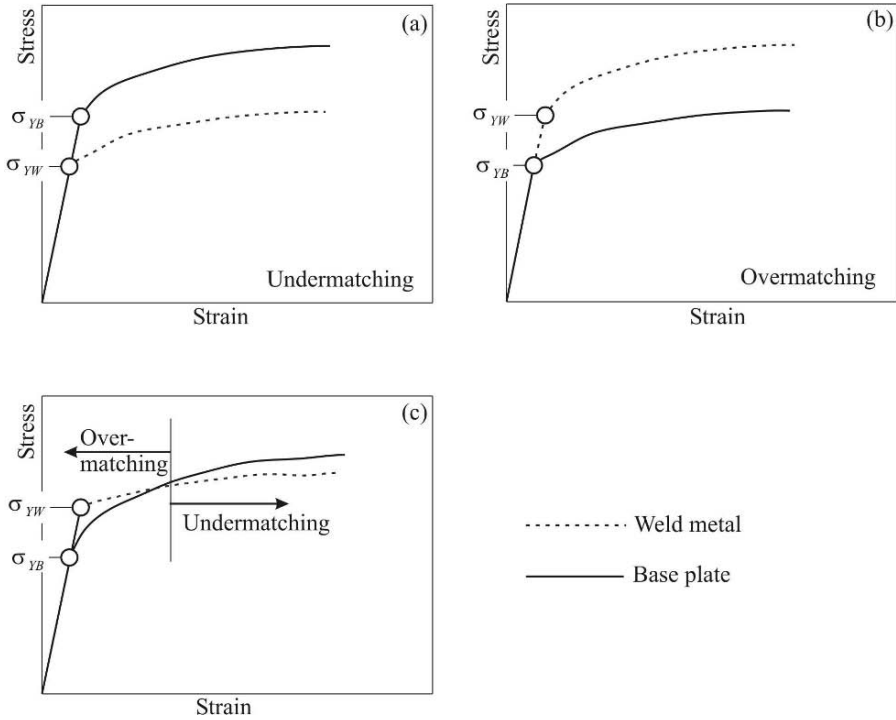 Stress
(a)
σYB
σYW
Undermatching
Strain
Stress
(b)
σYW
σYB
Overmatching
Strain
Stress
(c)
Over-
matching
σYW
Undermatching
σYB
Strain
Weld metal
Base plate